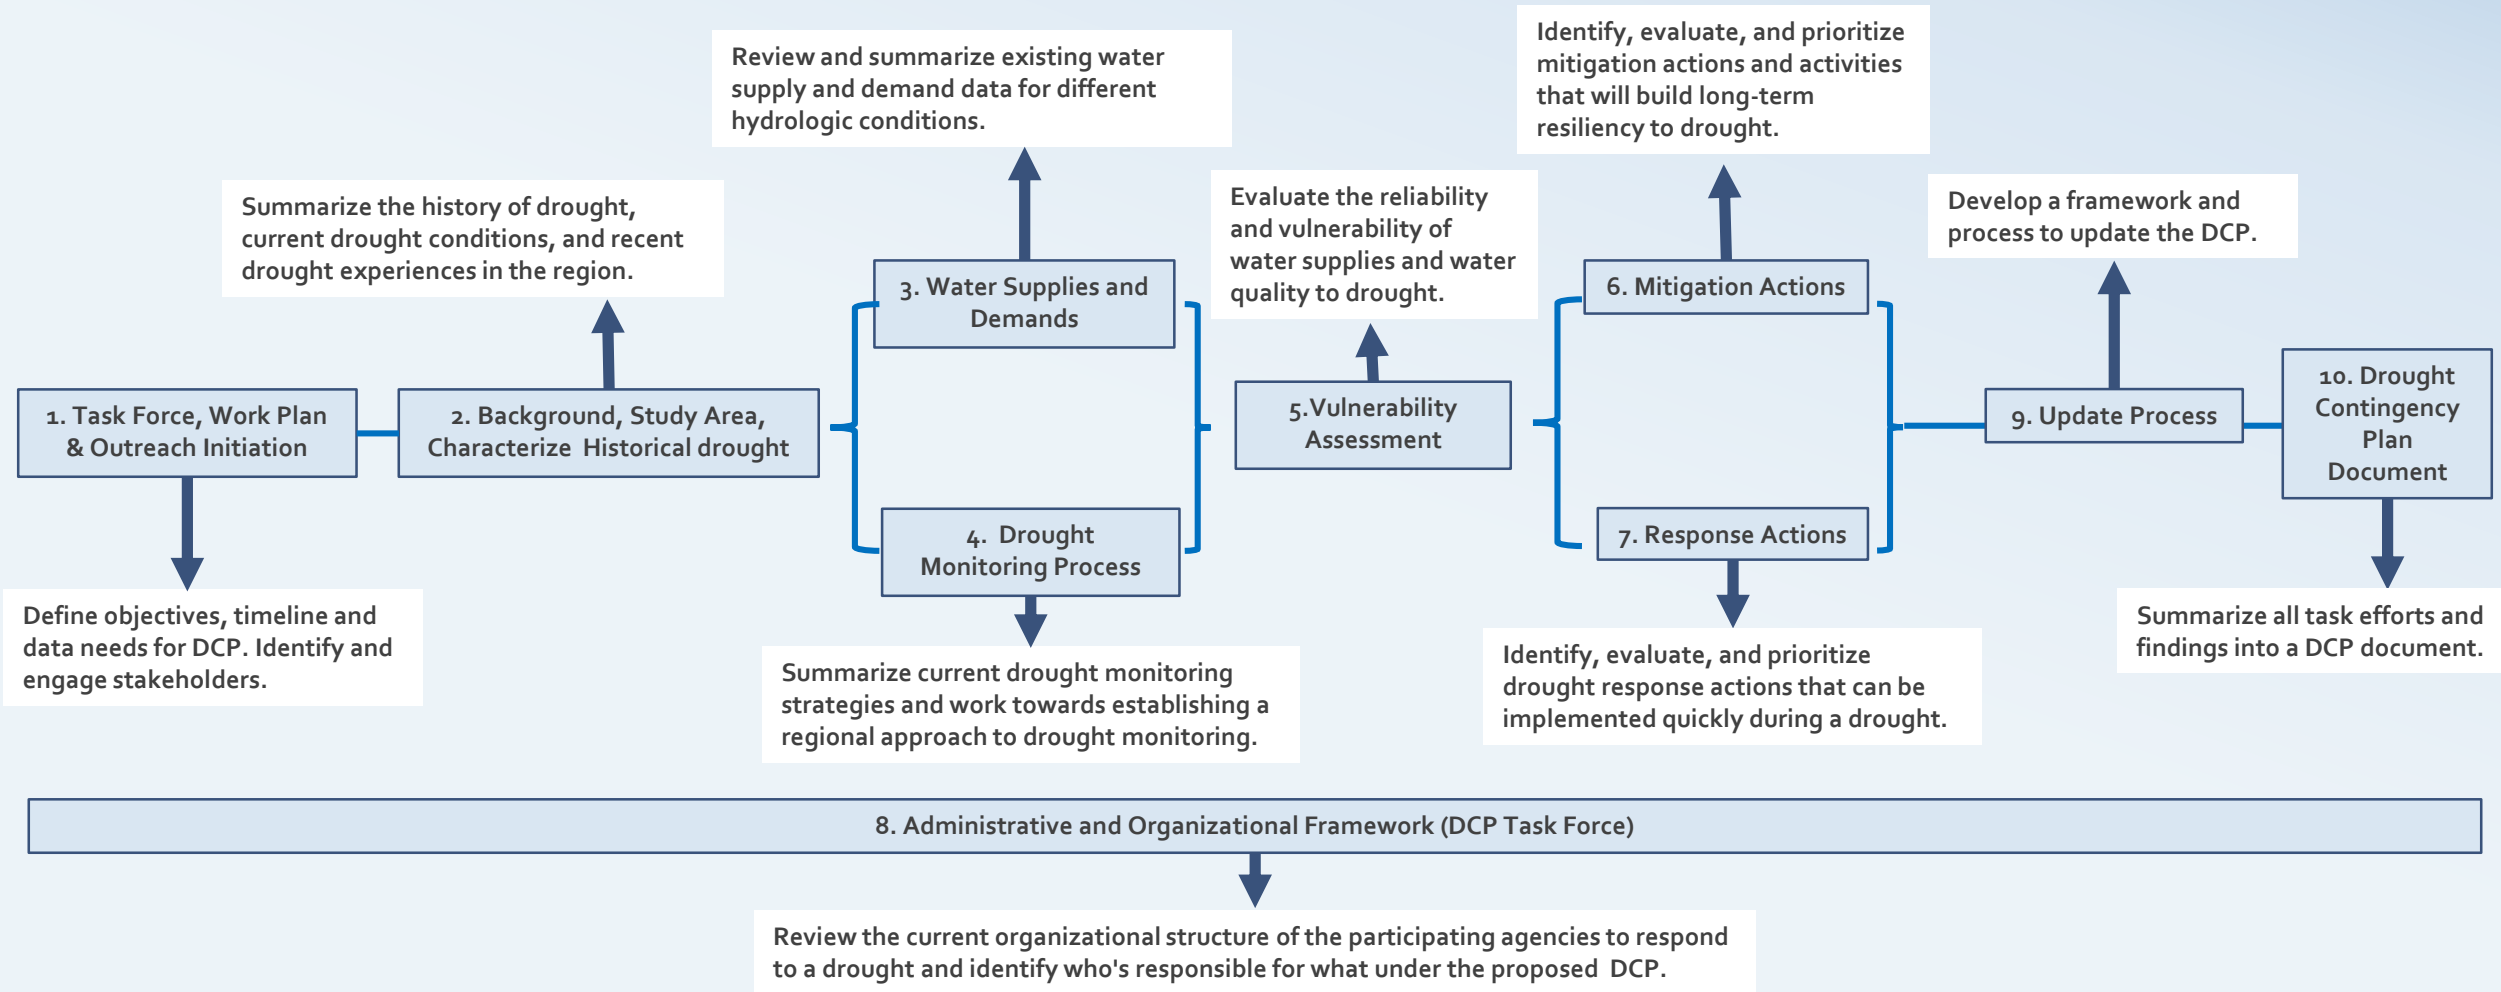 Identify, evaluate, and prioritize
mitigation actions and activities
that will build long-term
resiliency to drought.
Review and summarize existing water
supply and demand data for different
hydrologic conditions.
Evaluate the reliability
and vulnerability of
water supplies and water
quality to drought.
Develop a framework and
process to update the DCP.
Summarize the history of drought,
current drought conditions, and recent
drought experiences in the region.
3. Water Supplies and
Demands
6. Mitigation Actions
1. Task Force, Work Plan
& Outreach Initiation
2. Background, Study Area,
Characterize  Historical drought
5.Vulnerability
Assessment
9. Update Process
10. Drought
Contingency
Plan
Document
4.  Drought
Monitoring Process
7. Response Actions
Define objectives, timeline and
data needs for DCP. Identify and
engage stakeholders.
Summarize current drought monitoring
strategies and work towards establishing a
regional approach to drought monitoring.
Identify, evaluate, and prioritize
drought response actions that can be
implemented quickly during a drought.
Summarize all task efforts and
findings into a DCP document.
8. Administrative and Organizational Framework (DCP Task Force)
Review the current organizational structure of the participating agencies to respond
to a drought and identify who's responsible for what under the proposed  DCP.